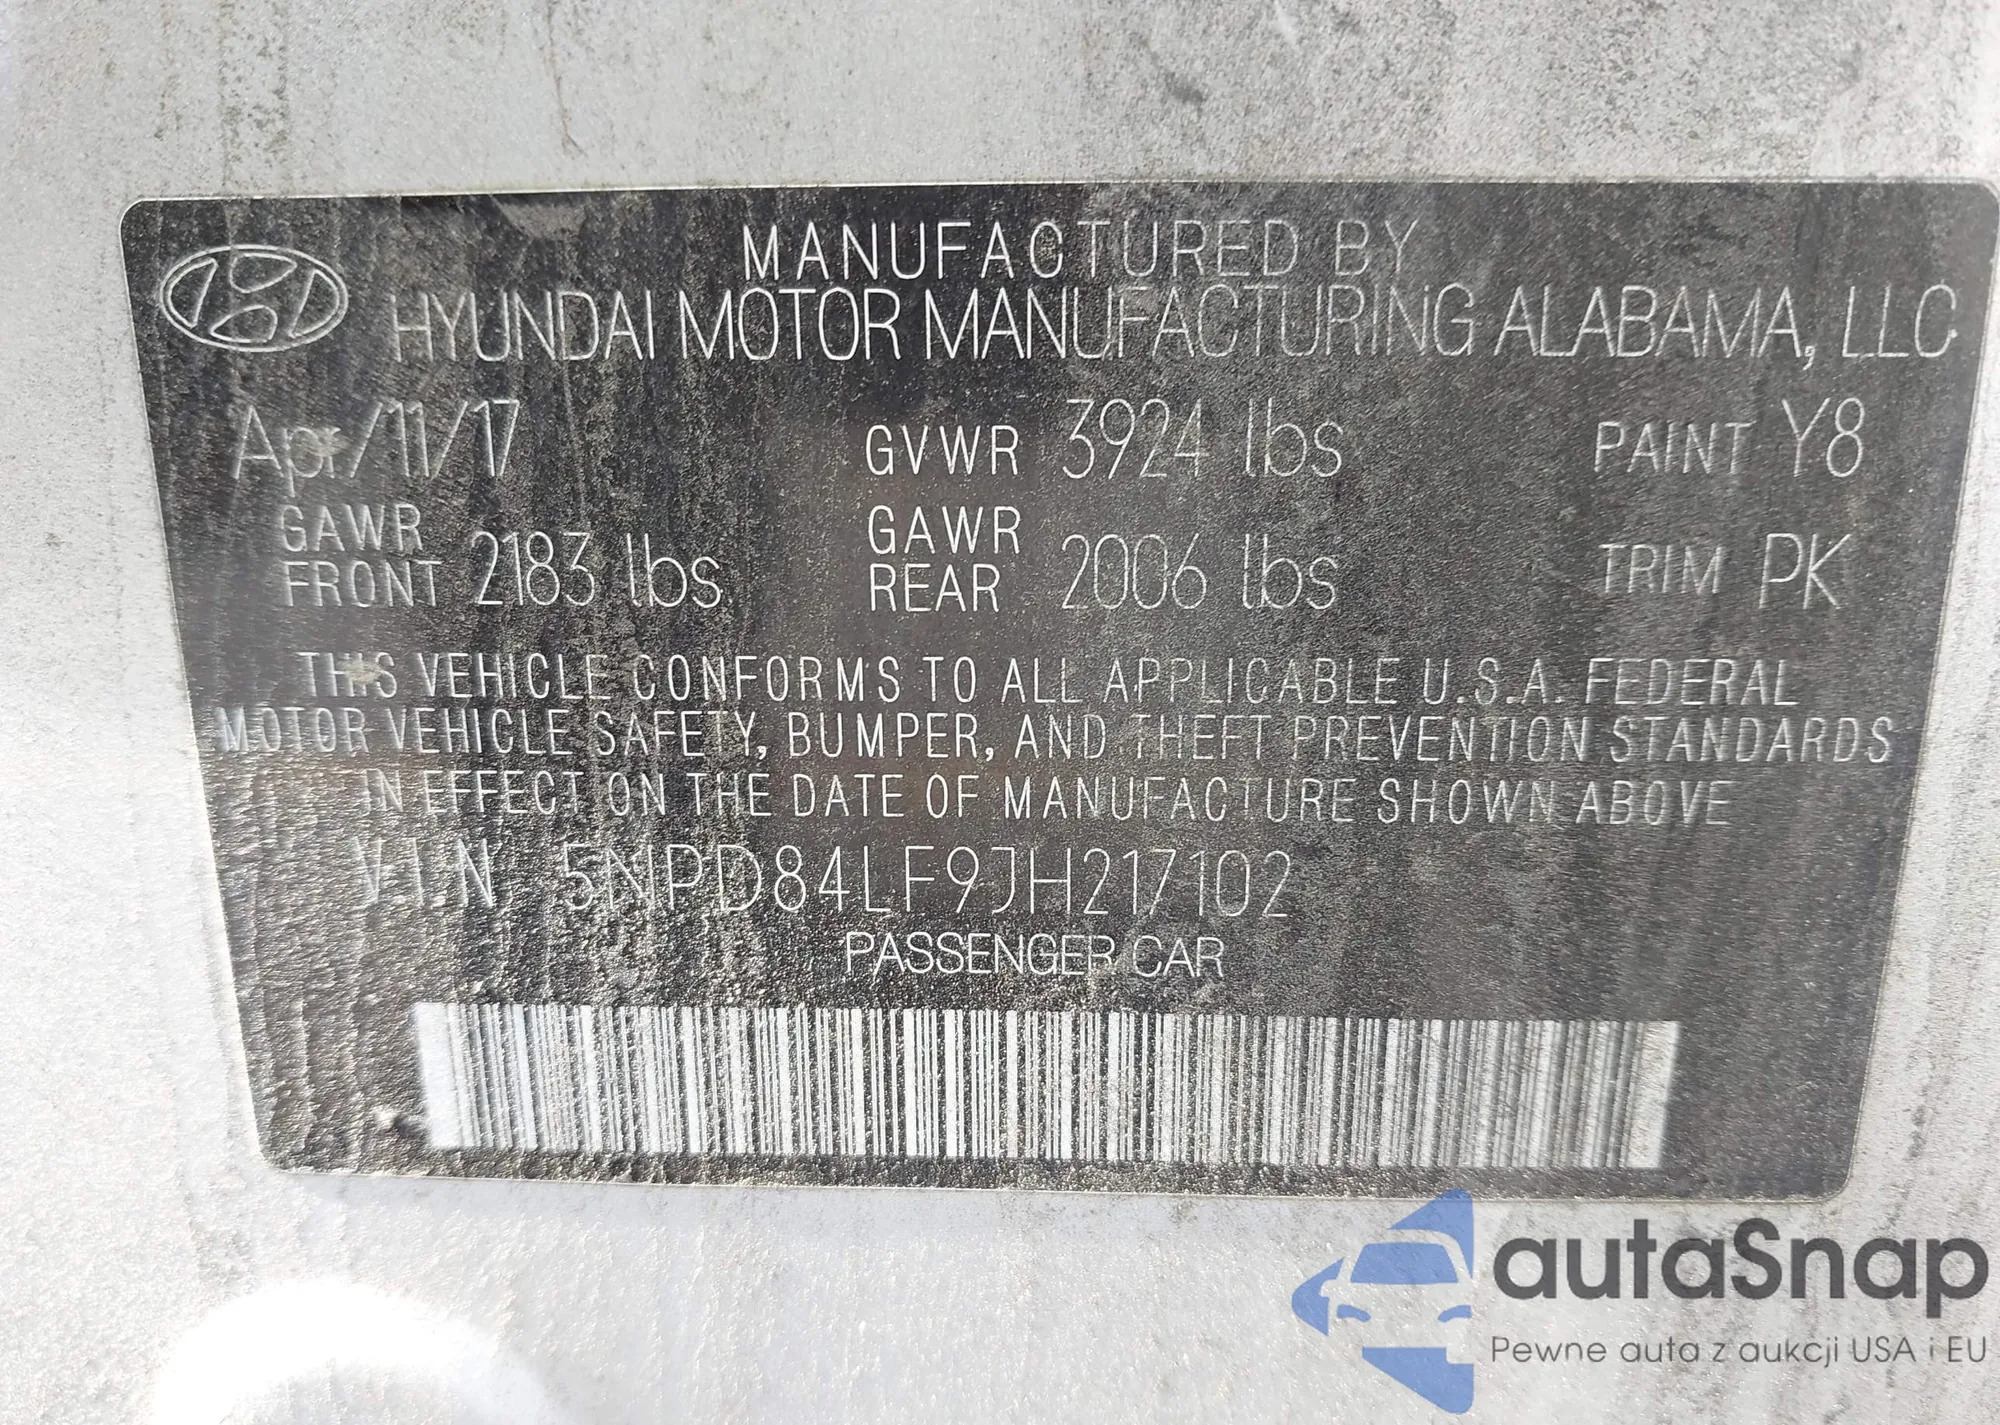 MANUFACTURED BY
HYUNDAI MOTOR MANUFACTURING ALABAMA, LLC
Apr/11/17 GVWR 3924 lbs PAINT Y8
GAWR FRONT 2183 lbs GAWR REAR 2006 lbs TRIM PK
THIS VEHICLE CONFORMS TO ALL APPLICABLE U.S.A. FEDERAL
MOTOR VEHICLE SAFETY, BUMPER, AND THEFT PREVENTION STANDARDS
IN EFFECT ON THE DATE OF MANUFACTURE SHOWN ABOVE
VIN 5NPD84LF9JH217102
PASSENGER CAR
autaSnap
Pewne auta z aukcji USA i EU